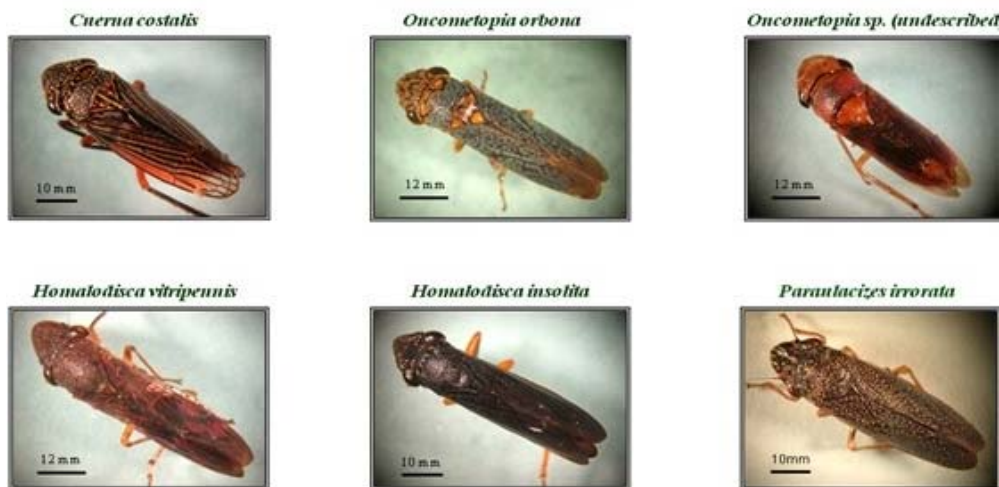 Cuerna costalis
Oncometopia orbona
Oncometopia sp. (undescribed)
10 mm
12 mm
12 mm
Homalodisca vitripennis
Homalodisca insolita
Paraulacizes irrorata
12 mm
10 mm
10mm